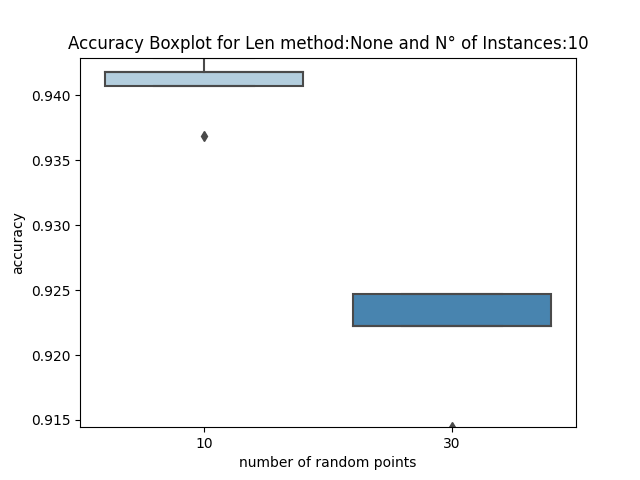 Accuracy Boxplot for Len method:None and N° of Instances:10
0.940
0.935
0.930
0.925
0.920
0.915
accuracy
10
30
number of random points